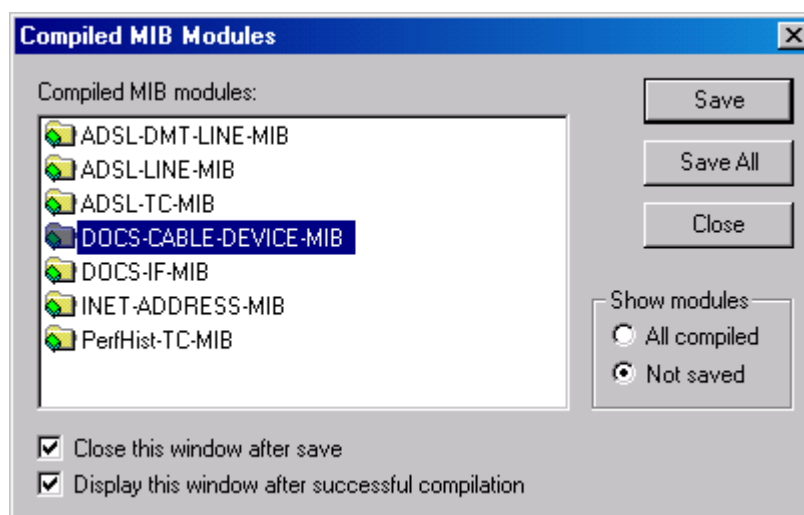 Compiled MIB Modules
Compiled MIB modules:
ADSL-DMT-LINE-MIB
ADSL-LINE-MIB
ADSL-TC-MIB
DOCS-CABLE-DEVICE-MIB
DOCS-IF-MIB
INET-ADDRESS-MIB
PerfHist-TC-MIB
Save
Save All
Close
Show modules
All compiled
Not saved
Close this window after save
Display this window after successful compilation